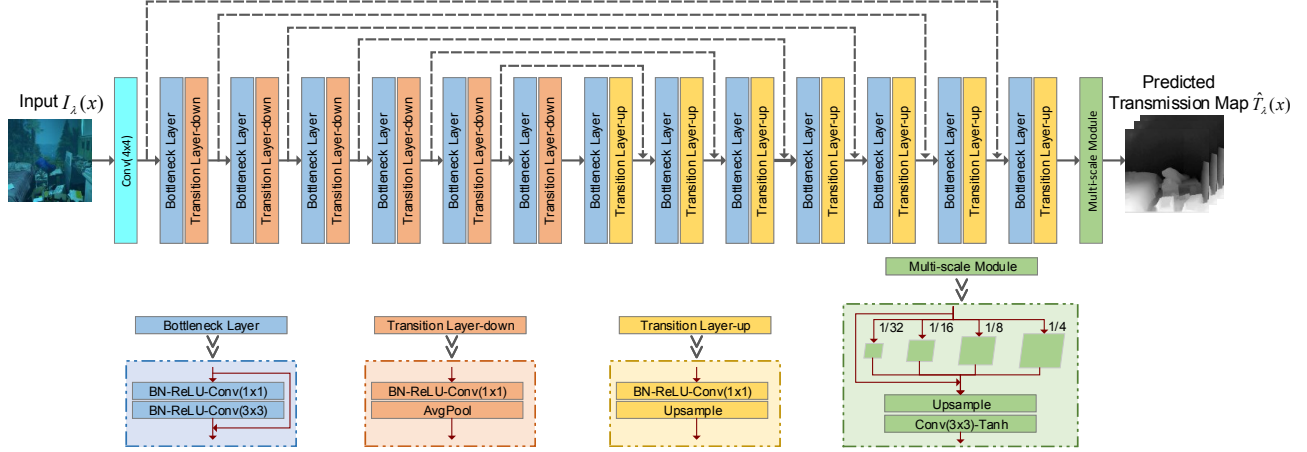 Input I_λ(x)
Conv(4x4)
Bottleneck Layer
Transition Layer-down
Bottleneck Layer
Transition Layer-down
Bottleneck Layer
Transition Layer-down
Bottleneck Layer
Transition Layer-down
Bottleneck Layer
Transition Layer-down
Bottleneck Layer
Transition Layer-down
Bottleneck Layer
Transition Layer-up
Bottleneck Layer
Transition Layer-up
Bottleneck Layer
Transition Layer-up
Bottleneck Layer
Transition Layer-up
Bottleneck Layer
Transition Layer-up
Bottleneck Layer
Transition Layer-up
Bottleneck Layer
Transition Layer-up
Multi-scale Module
Predicted
Transmission Map T̂_λ(x)
Bottleneck Layer
BN-ReLU-Conv(1x1)
BN-ReLU-Conv(3x3)
Transition Layer-down
BN-ReLU-Conv(1x1)
AvgPool
Transition Layer-up
BN-ReLU-Conv(1x1)
Upsample
Multi-scale Module
1/32
1/16
1/8
1/4
Upsample
Conv(3x3)-Tanh